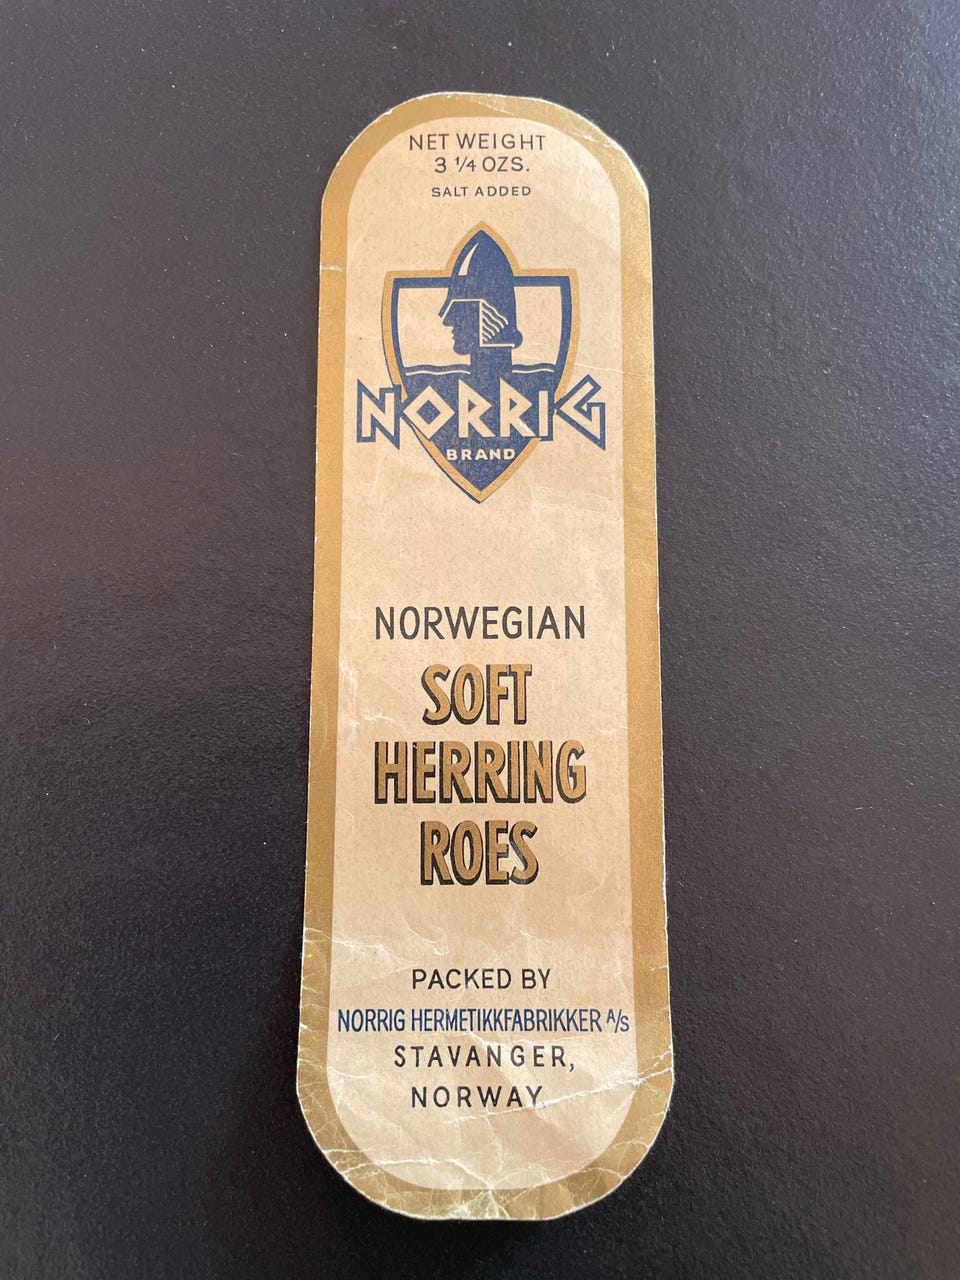 NET WEIGHT
3 1/4 OZS.
SALT ADDED
NORRIG
BRAND
NORWEGIAN
SOFT
HERRING
ROES
PACKED BY
NORRIG HERMETIKKFABRIKKER A/S
STAVANGER,
NORWAY